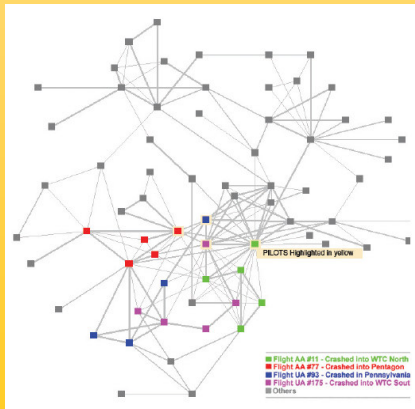 PILOTS Highlighted in yellow
Flight AA #11 - Crashed into WTC North
Flight AA #77 - Crashed into Pentagon
Flight UA #93 - Crashed in Pennsylvania
Flight UA #175 - Crashed into WTC South
Others